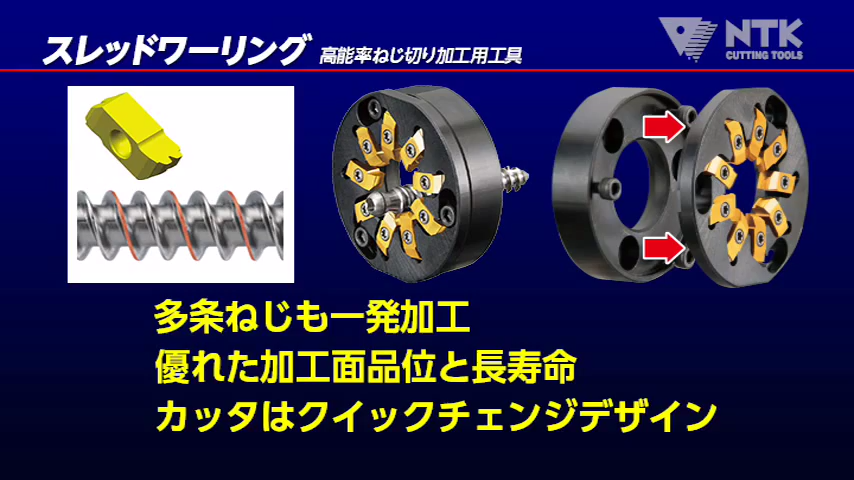 スレッドワーリング 高能率ねじ切り加工用工具
NTK
CUTTING TOOLS
多条ねじも一発加工
優れた加工面品位と長寿命
カッタはクイックチェンジデザイン